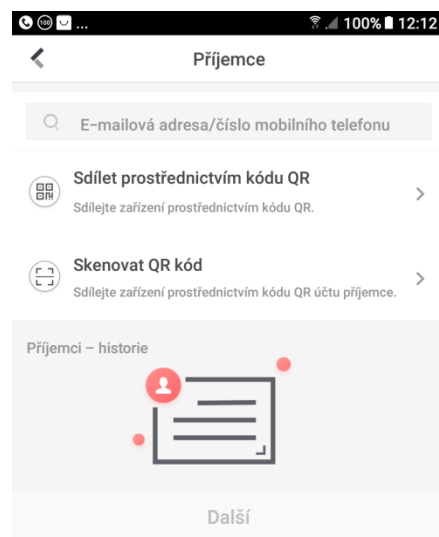 100 ... 100% 12:12
Příjemce
E-mailová adresa/číslo mobilního telefonu
Sdílet prostřednictvím kódu QR
Sdílejte zařízení prostřednictvím kódu QR.
Skenovat QR kód
Sdílejte zařízení prostřednictvím kódu QR účtu příjemce.
Příjemci – historie
Další